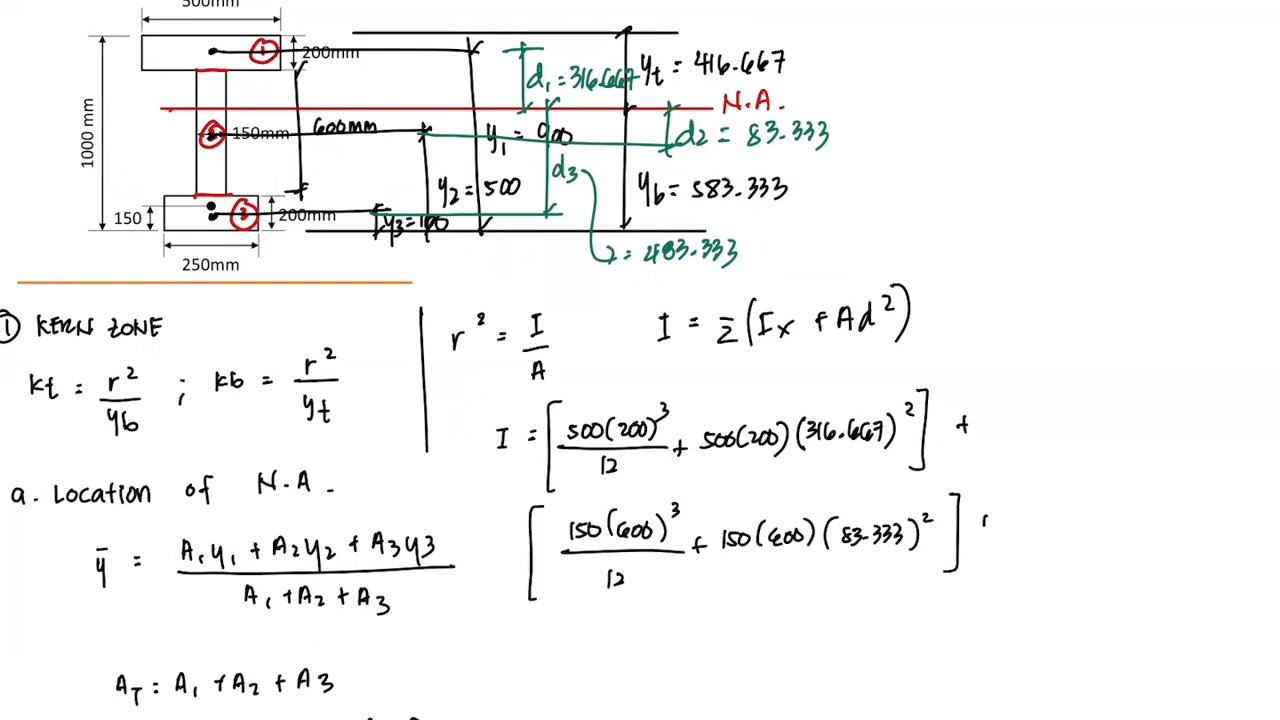 500mm
① 200mm
1000 mm
150mm
600mm
y₁ = 900
d₁ = 316.667
yt = 416.667
N.A.
d2 = 83.333
d3
y₂ = 500
yb = 583.333
150
③ 200mm
y3 = 100
= 483.333
250mm
① KERN ZONE
kt = r²/yb ; kb = r²/yt
r² = I/A
I = Σ(Ix + Ad²)
I = [500(200)³/12 + 500(200)(316.667)²] +
[150(600)³/12 + 150(600)(83.333)²]
a. Location of N.A.
ȳ = A₁y₁ + A₂y₂ + A3y3 / A₁ + A₂ + A3
AT = A₁ + A₂ + A3